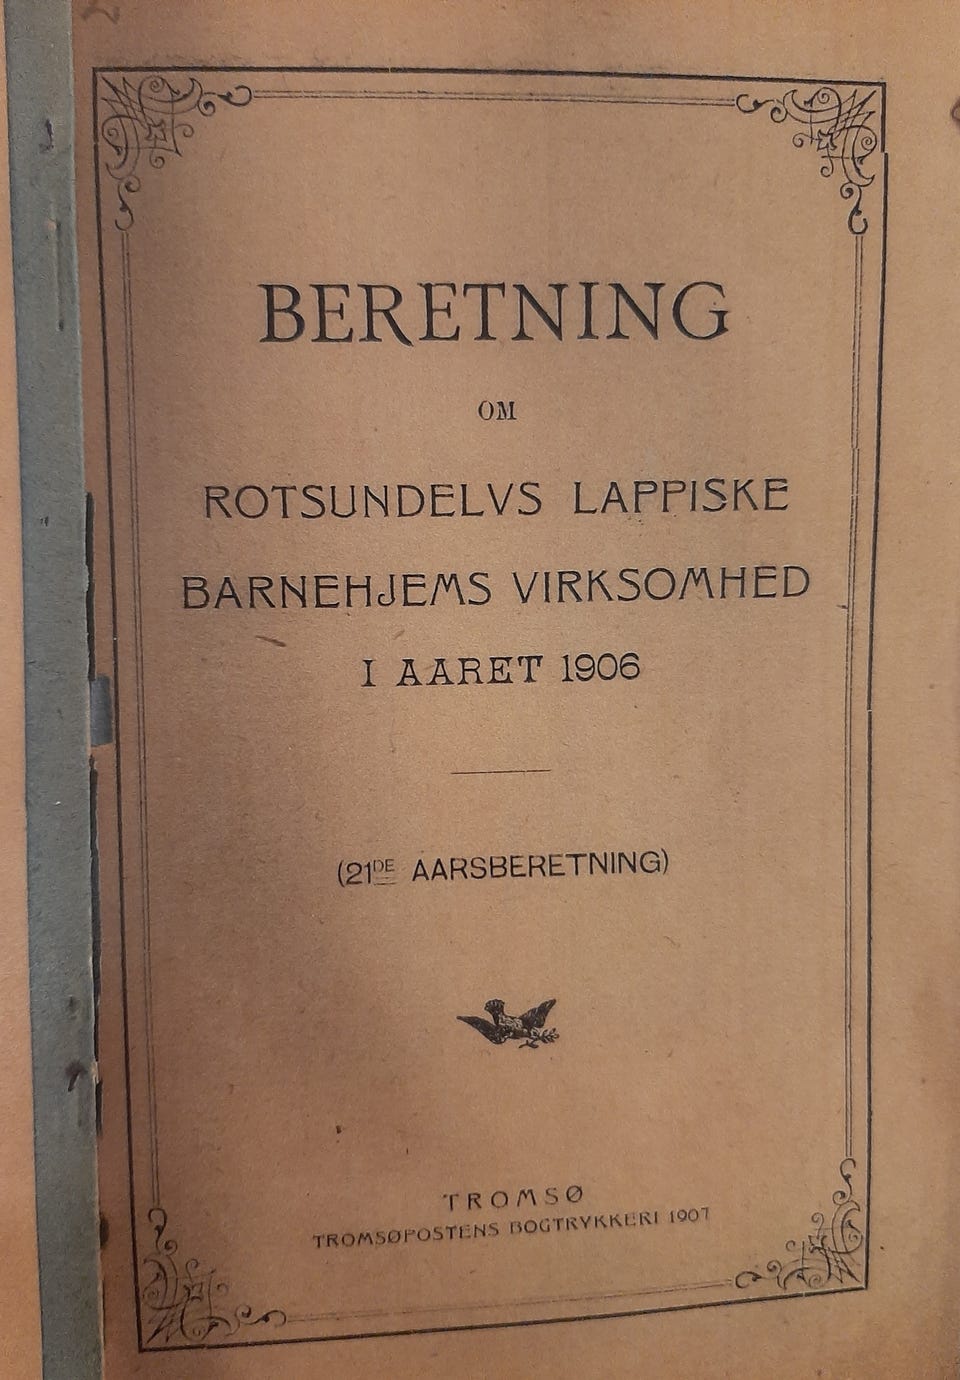 BERETNING
OM
ROTSUNDELVS LAPPISKE
BARNEHJEMS VIRKSOMHED
I AARET 1906
(21DE AARSBERETNING)
TROMSØ
TROMSØPOSTENS BOGTRYKKERI 1907